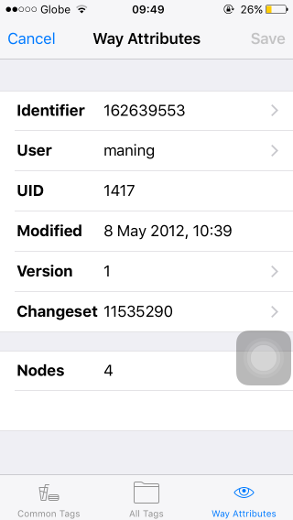 Globe 09:49 26%
Cancel Way Attributes Save
Identifier 162639553
User maning
UID 1417
Modified 8 May 2012, 10:39
Version 1
Changeset 11535290
Nodes 4
Common Tags All Tags Way Attributes